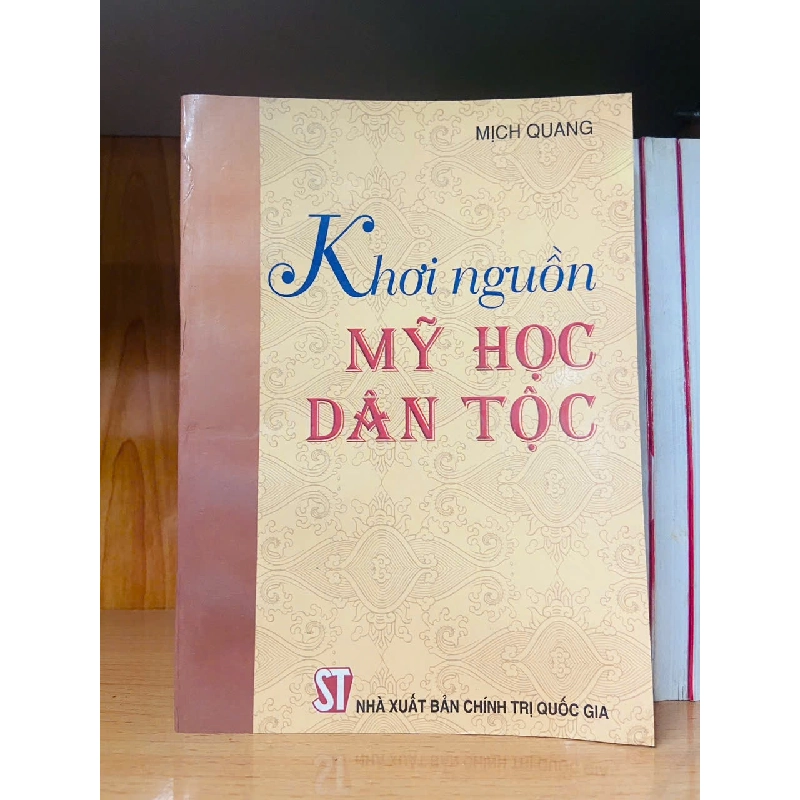 MỊCH QUANG
Khơi nguồn
MỸ HỌC
DÂN TỘC
ST NHÀ XUẤT BẢN CHÍNH TRỊ QUỐC GIA